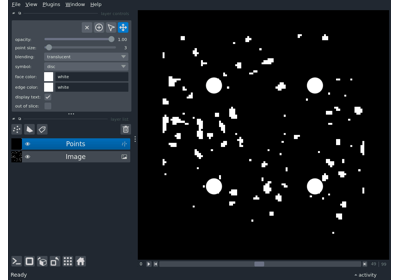 File View Plugins Window Help
opacity: 1.00
point size: 3
blending: translucent
symbol: disc
face color: white
edge color: white
display text: ✓
out of slice:
Points
Image
Ready
activity